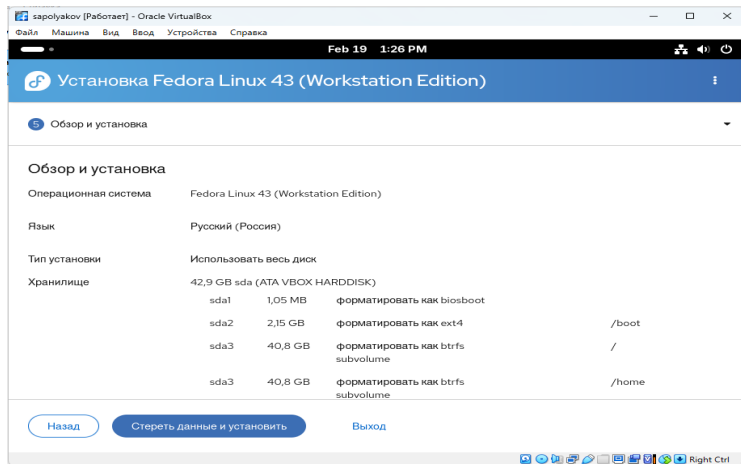 sapolyakov [Работает] - Oracle VirtualBox
Файл Машина Вид Ввод Устройства Справка
Feb 19 1:26 PM
Установка Fedora Linux 43 (Workstation Edition)
5 Обзор и установка
Обзор и установка
Операционная система Fedora Linux 43 (Workstation Edition)
Язык Русский (Россия)
Тип установки Использовать весь диск
Хранилище 42,9 GB sda (ATA VBOX HARDDISK)
sda1 1,05 MB форматировать как biosboot
sda2 2,15 GB форматировать как ext4 /boot
sda3 40,8 GB форматировать как btrfs /
subvolume
sda3 40,8 GB форматировать как btrfs /home
subvolume
Назад Стереть данные и установить Выход
Right Ctrl